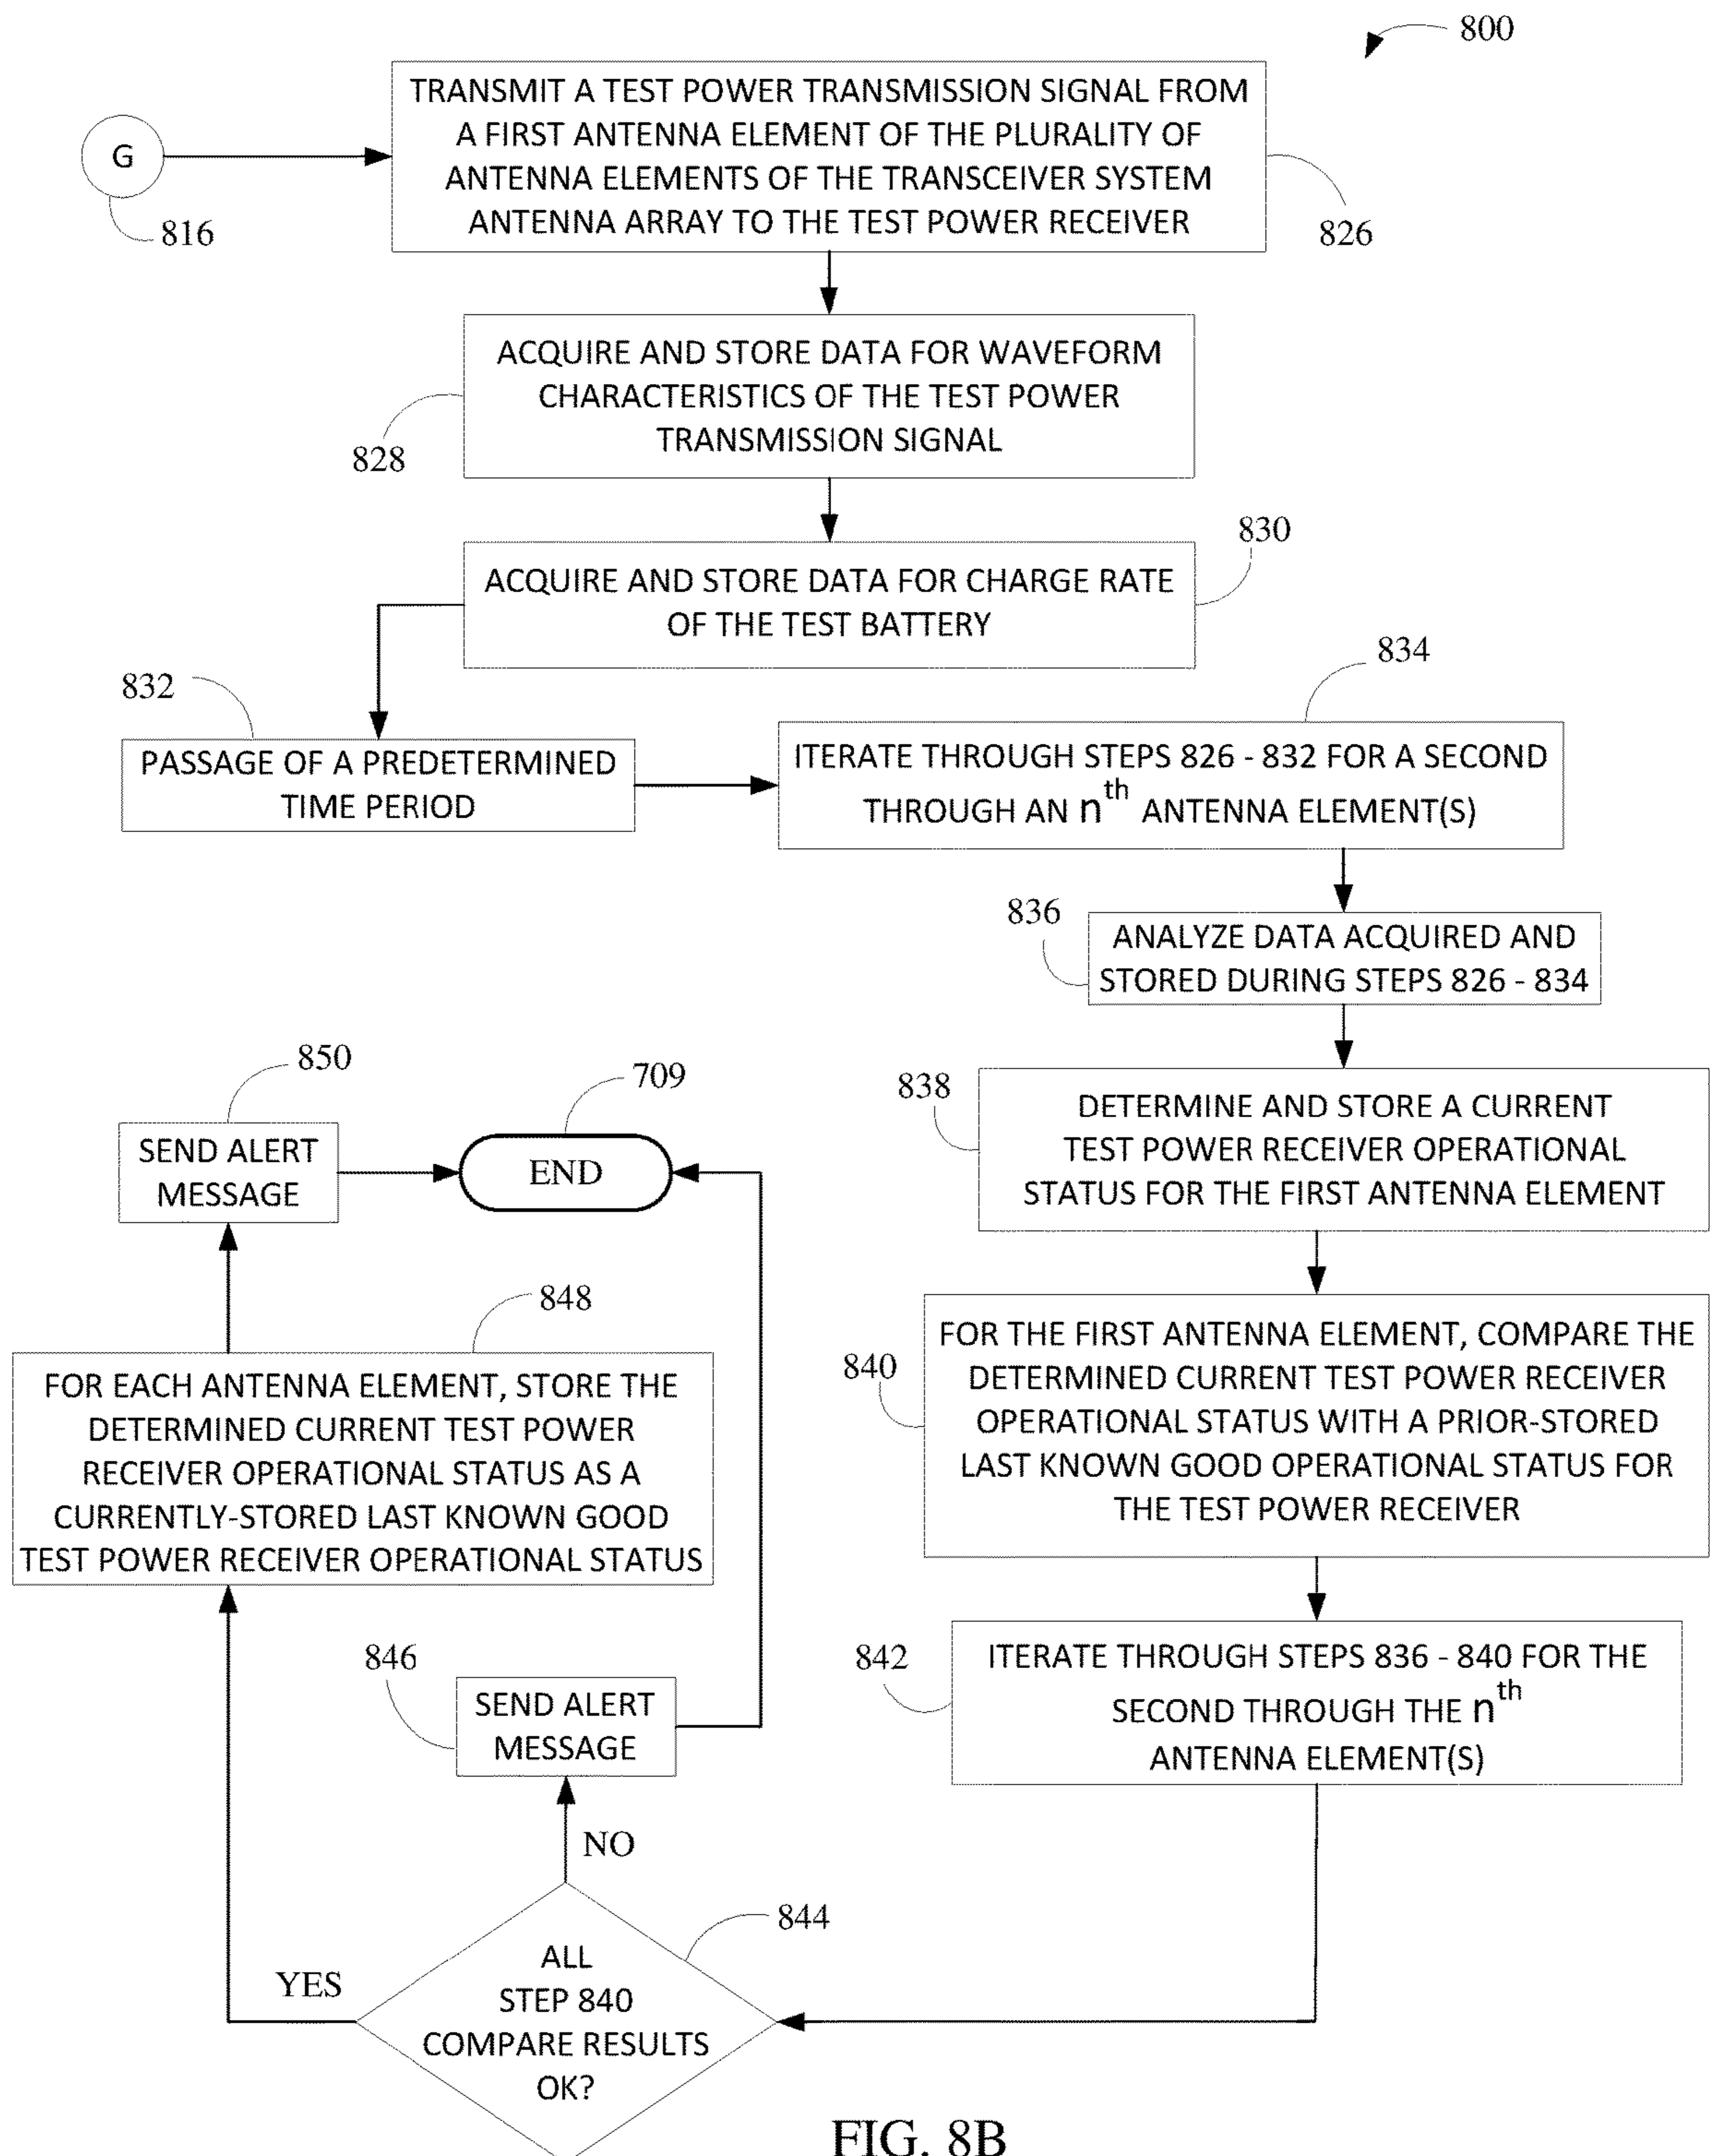 800
G
816
TRANSMIT A TEST POWER TRANSMISSION SIGNAL FROM
A FIRST ANTENNA ELEMENT OF THE PLURALITY OF
ANTENNA ELEMENTS OF THE TRANSCEIVER SYSTEM
ANTENNA ARRAY TO THE TEST POWER RECEIVER
826
ACQUIRE AND STORE DATA FOR WAVEFORM
CHARACTERISTICS OF THE TEST POWER
TRANSMISSION SIGNAL
828
830
ACQUIRE AND STORE DATA FOR CHARGE RATE
OF THE TEST BATTERY
832
PASSAGE OF A PREDETERMINED
TIME PERIOD
834
ITERATE THROUGH STEPS 826 - 832 FOR A SECOND
THROUGH AN nth ANTENNA ELEMENT(S)
836
ANALYZE DATA ACQUIRED AND
STORED DURING STEPS 826 - 834
838
DETERMINE AND STORE A CURRENT
TEST POWER RECEIVER OPERATIONAL
STATUS FOR THE FIRST ANTENNA ELEMENT
840
FOR THE FIRST ANTENNA ELEMENT, COMPARE THE
DETERMINED CURRENT TEST POWER RECEIVER
OPERATIONAL STATUS WITH A PRIOR-STORED
LAST KNOWN GOOD OPERATIONAL STATUS FOR
THE TEST POWER RECEIVER
842
ITERATE THROUGH STEPS 836 - 840 FOR THE
SECOND THROUGH THE nth
ANTENNA ELEMENT(S)
844
ALL
STEP 840
COMPARE RESULTS
OK?
NO
846
SEND ALERT
MESSAGE
YES
848
FOR EACH ANTENNA ELEMENT, STORE THE
DETERMINED CURRENT TEST POWER
RECEIVER OPERATIONAL STATUS AS A
CURRENTLY-STORED LAST KNOWN GOOD
TEST POWER RECEIVER OPERATIONAL STATUS
850
SEND ALERT
MESSAGE
709
END
FIG. 8B